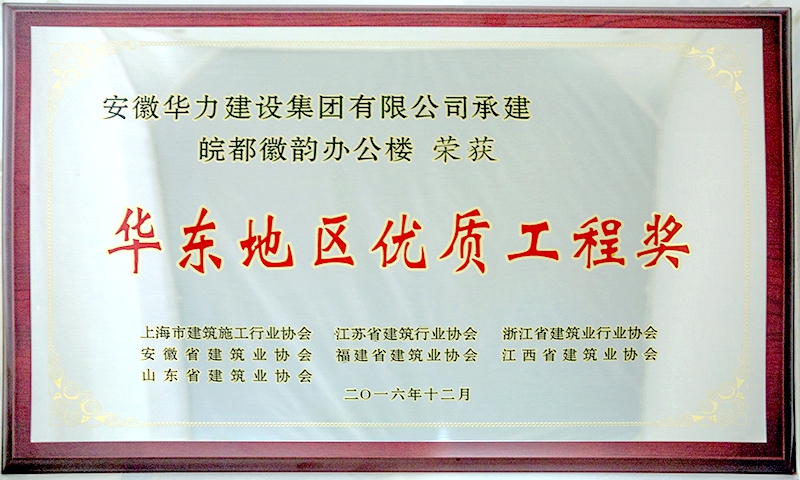 安徽华力建设集团有限公司承建
皖都徽韵办公楼 荣获
华东地区优质工程奖
上海市建筑施工行业协会 江苏省建筑行业协会 浙江省建筑业行业协会
安徽省建筑业协会 福建省建筑业协会 江西省建筑业协会
山东省建筑业协会
二〇一六年十二月